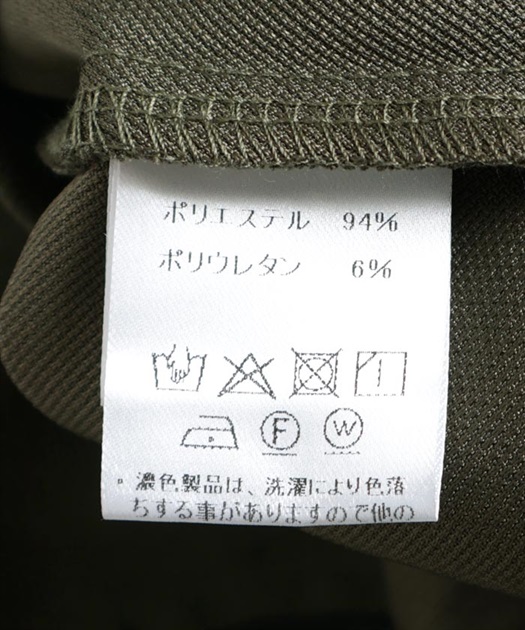 ポリエステル 94%
ポリウレタン 6%
F W
。濃色製品は、洗濯により色落
ちする事がありますので他の